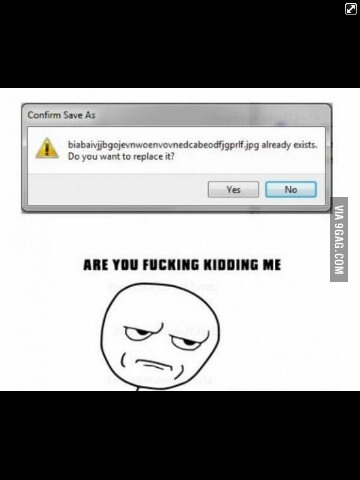 Confirm Save As
biabaivjjbgojevnwoenvovnedcabeodfjgprlf.jpg already exists.
Do you want to replace it?
Yes
No
VIA 9GAG.COM
ARE YOU FUCKING KIDDING ME